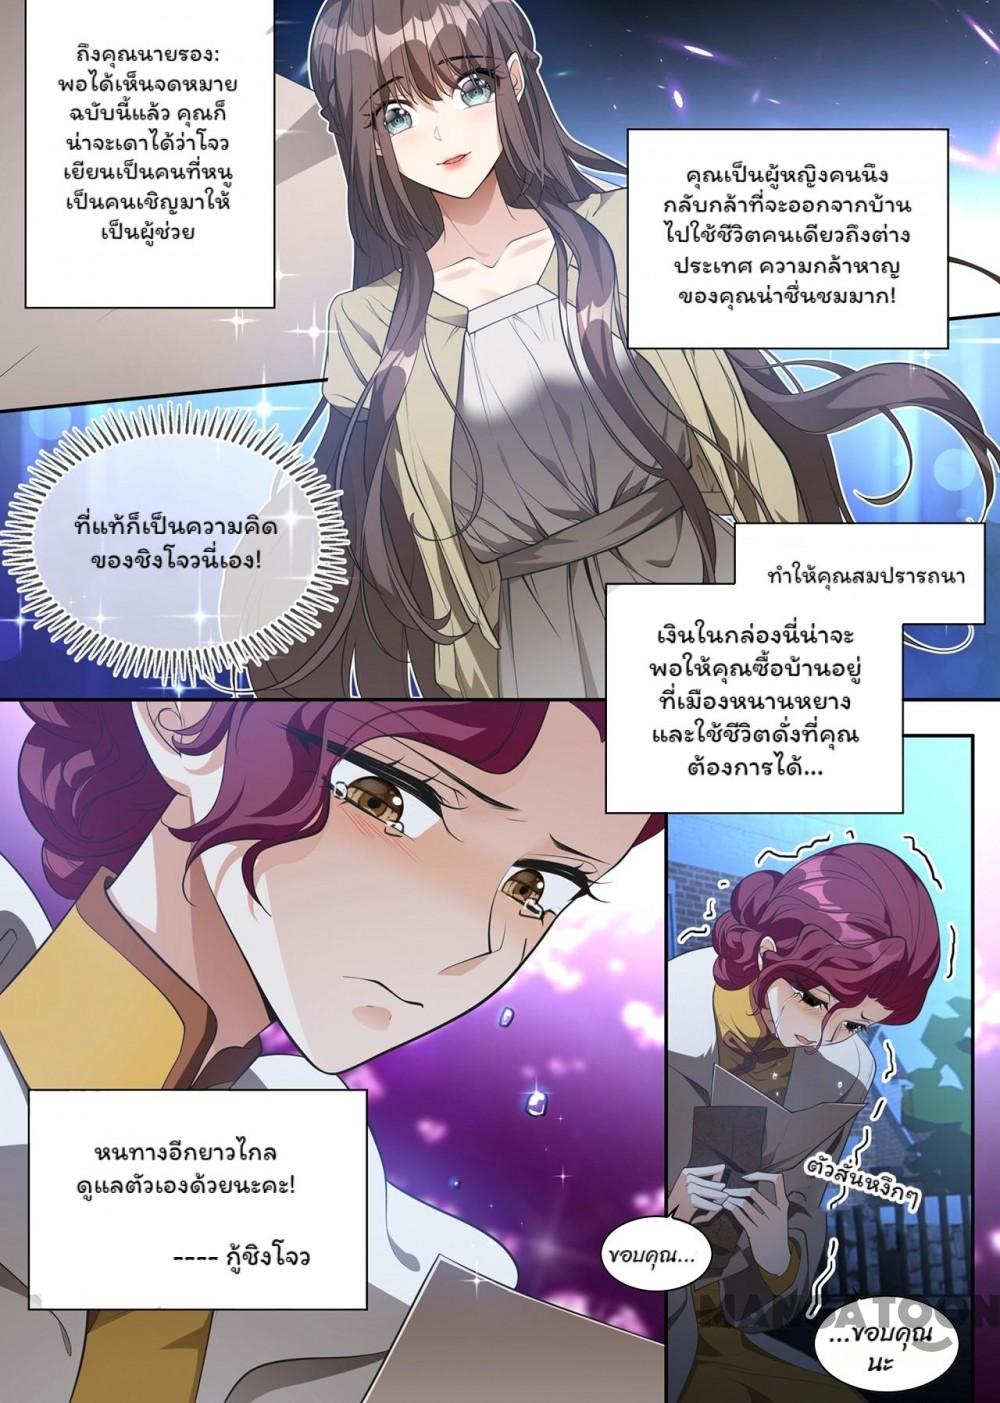 ถึงคุณนายรอง:
พอได้เห็นจดหมาย
ฉบับนี้แล้ว คุณก็
น่าจะเดาได้ว่าโจว
เยียนเป็นคนที่หนู
เป็นคนเชิญมาให้
เป็นผู้ช่วย
คุณเป็นผู้หญิงคนนึง
กลับกล้าที่จะออกจากบ้าน
ไปใช้ชีวิตคนเดียวถึงต่าง
ประเทศ ความกล้าหาญ
ของคุณน่าชื่นชมมาก!
ที่แท้ก็เป็นความคิด
ของชิงโจวนี่เอง!
ทำให้คุณสมปรารถนา
เงินในกล่องนี่น่าจะ
พอให้คุณซื้อบ้านอยู่
ที่เมืองหนานหยาง
และใช้ชีวิตดั่งที่คุณ
ต้องการได้...
หนทางอีกยาวไกล
ดูแลตัวเองด้วยนะคะ!
---- กู้ชิงโจว
ตัวสั่นหงึกๆ
ขอบคุณ...
...ขอบคุณ
นะ
MANGATOON